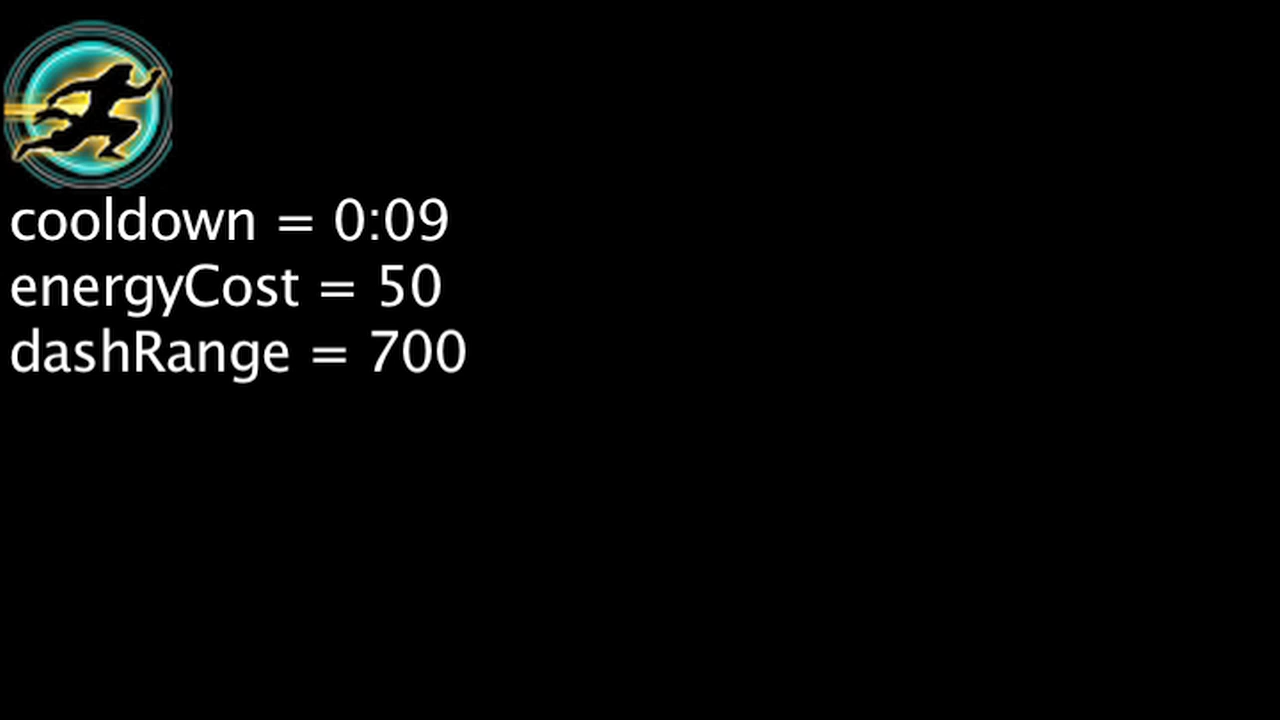 cooldown = 0:09
energyCost = 50
dashRange = 700